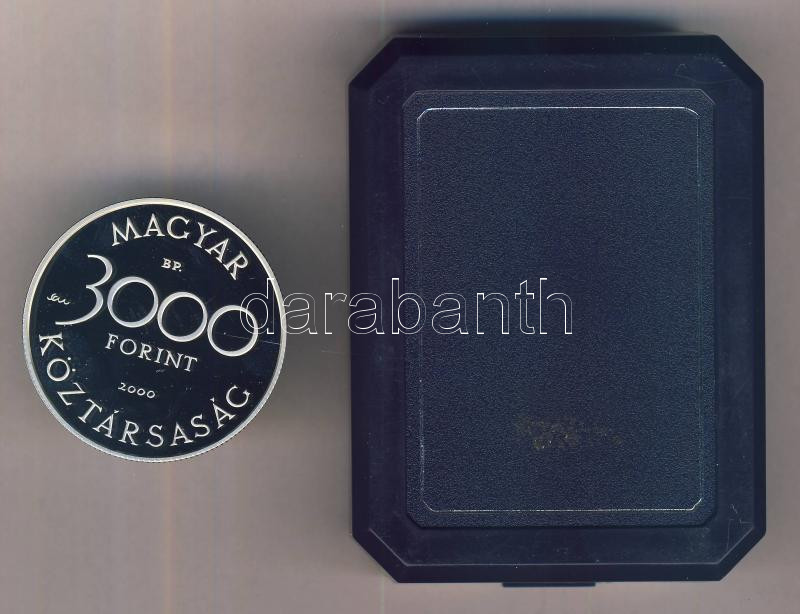 MAGYAR
BP.
3000
FORINT
2000
KÖZTÁRSASÁG
darabanth